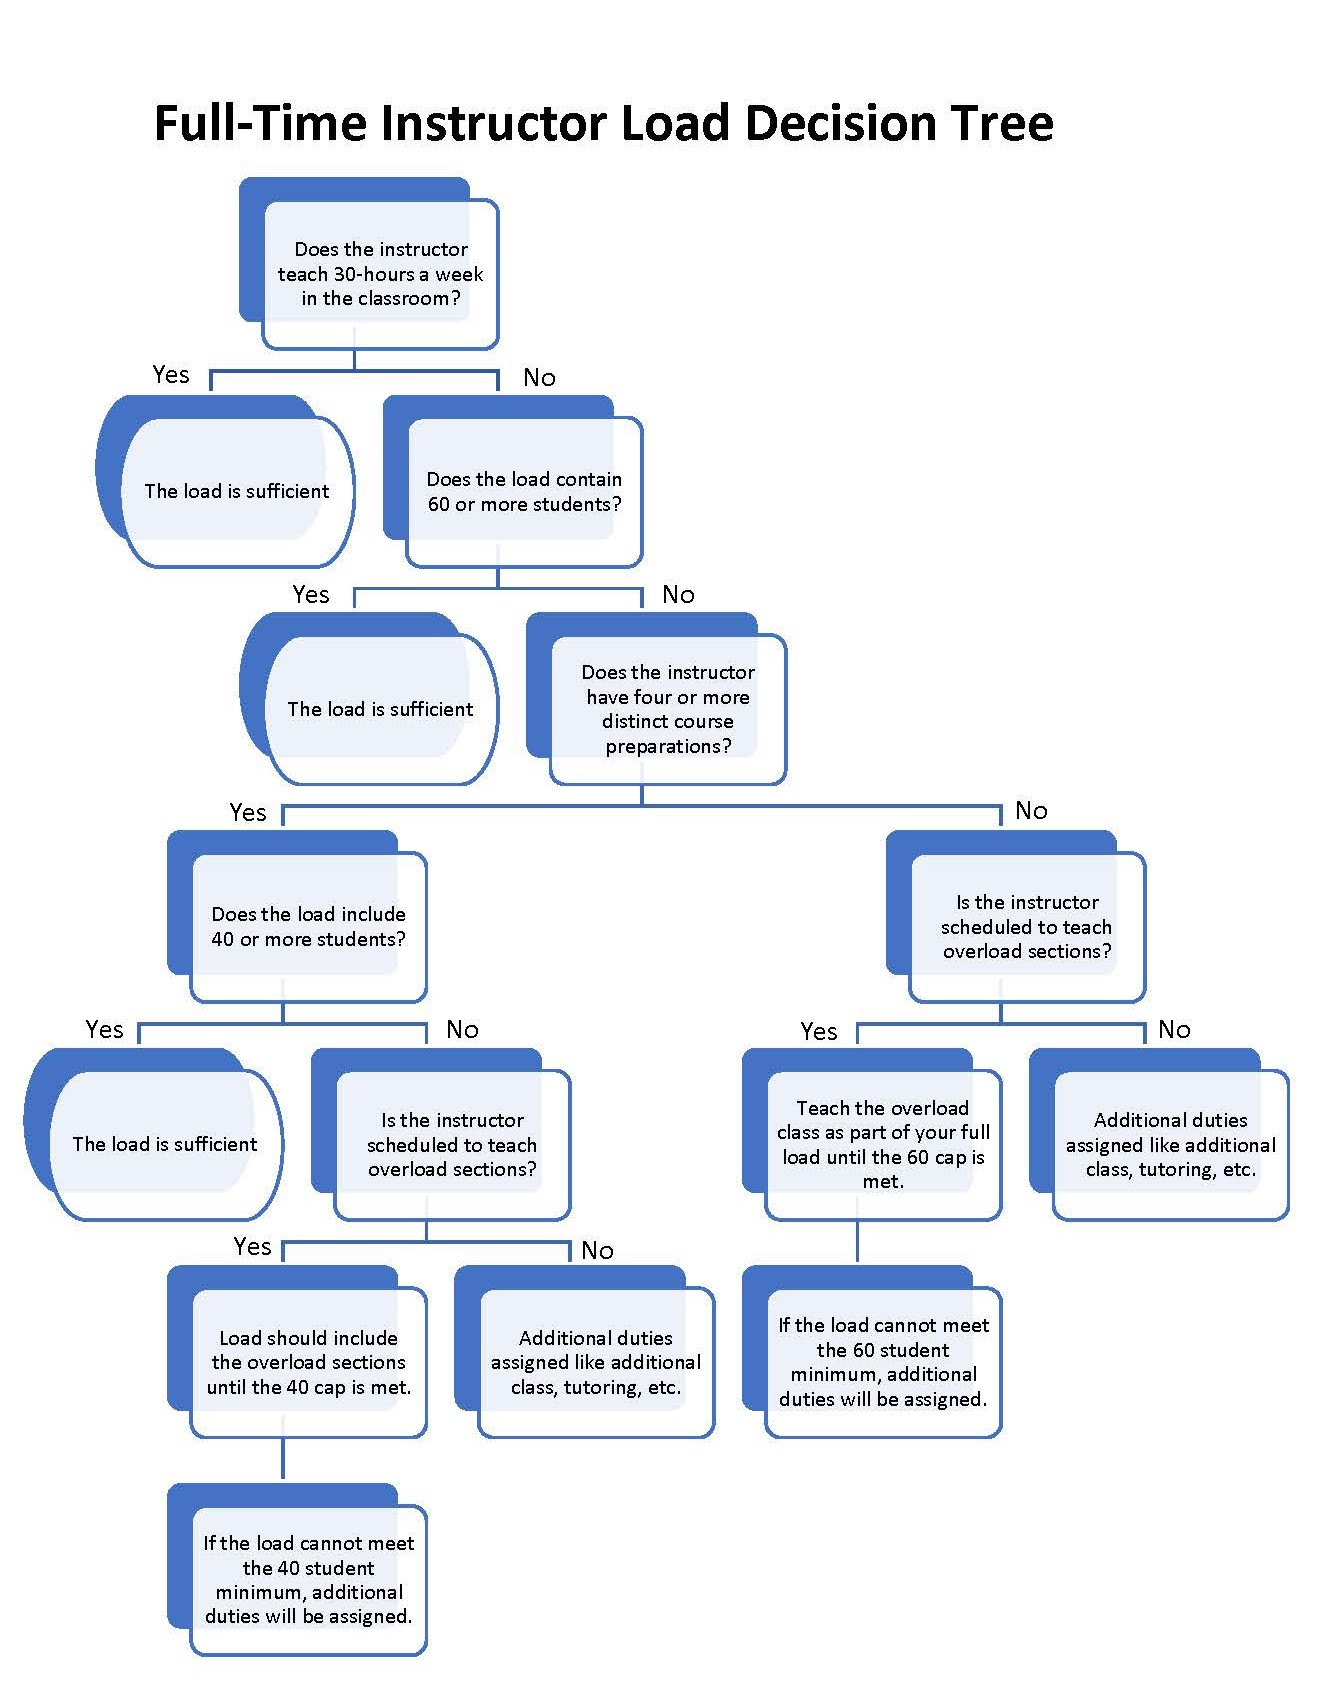 Full-Time Instructor Load Decision Tree
Does the instructor
teach 30-hours a week
in the classroom?
Yes
No
The load is sufficient
Does the load contain
60 or more students?
Yes
No
The load is sufficient
Does the instructor
have four or more
distinct course
preparations?
Yes
No
Does the load include
40 or more students?
Is the instructor
scheduled to teach
overload sections?
Yes
No
Yes
No
The load is sufficient
Is the instructor
scheduled to teach
overload sections?
Teach the overload
class as part of your full
load until the 60 cap is
met.
Additional duties
assigned like additional
class, tutoring, etc.
Yes
No
Load should include
the overload sections
until the 40 cap is met.
Additional duties
assigned like additional
class, tutoring, etc.
If the load cannot meet
the 60 student
minimum, additional
duties will be assigned.
If the load cannot meet
the 40 student
minimum, additional
duties will be assigned.